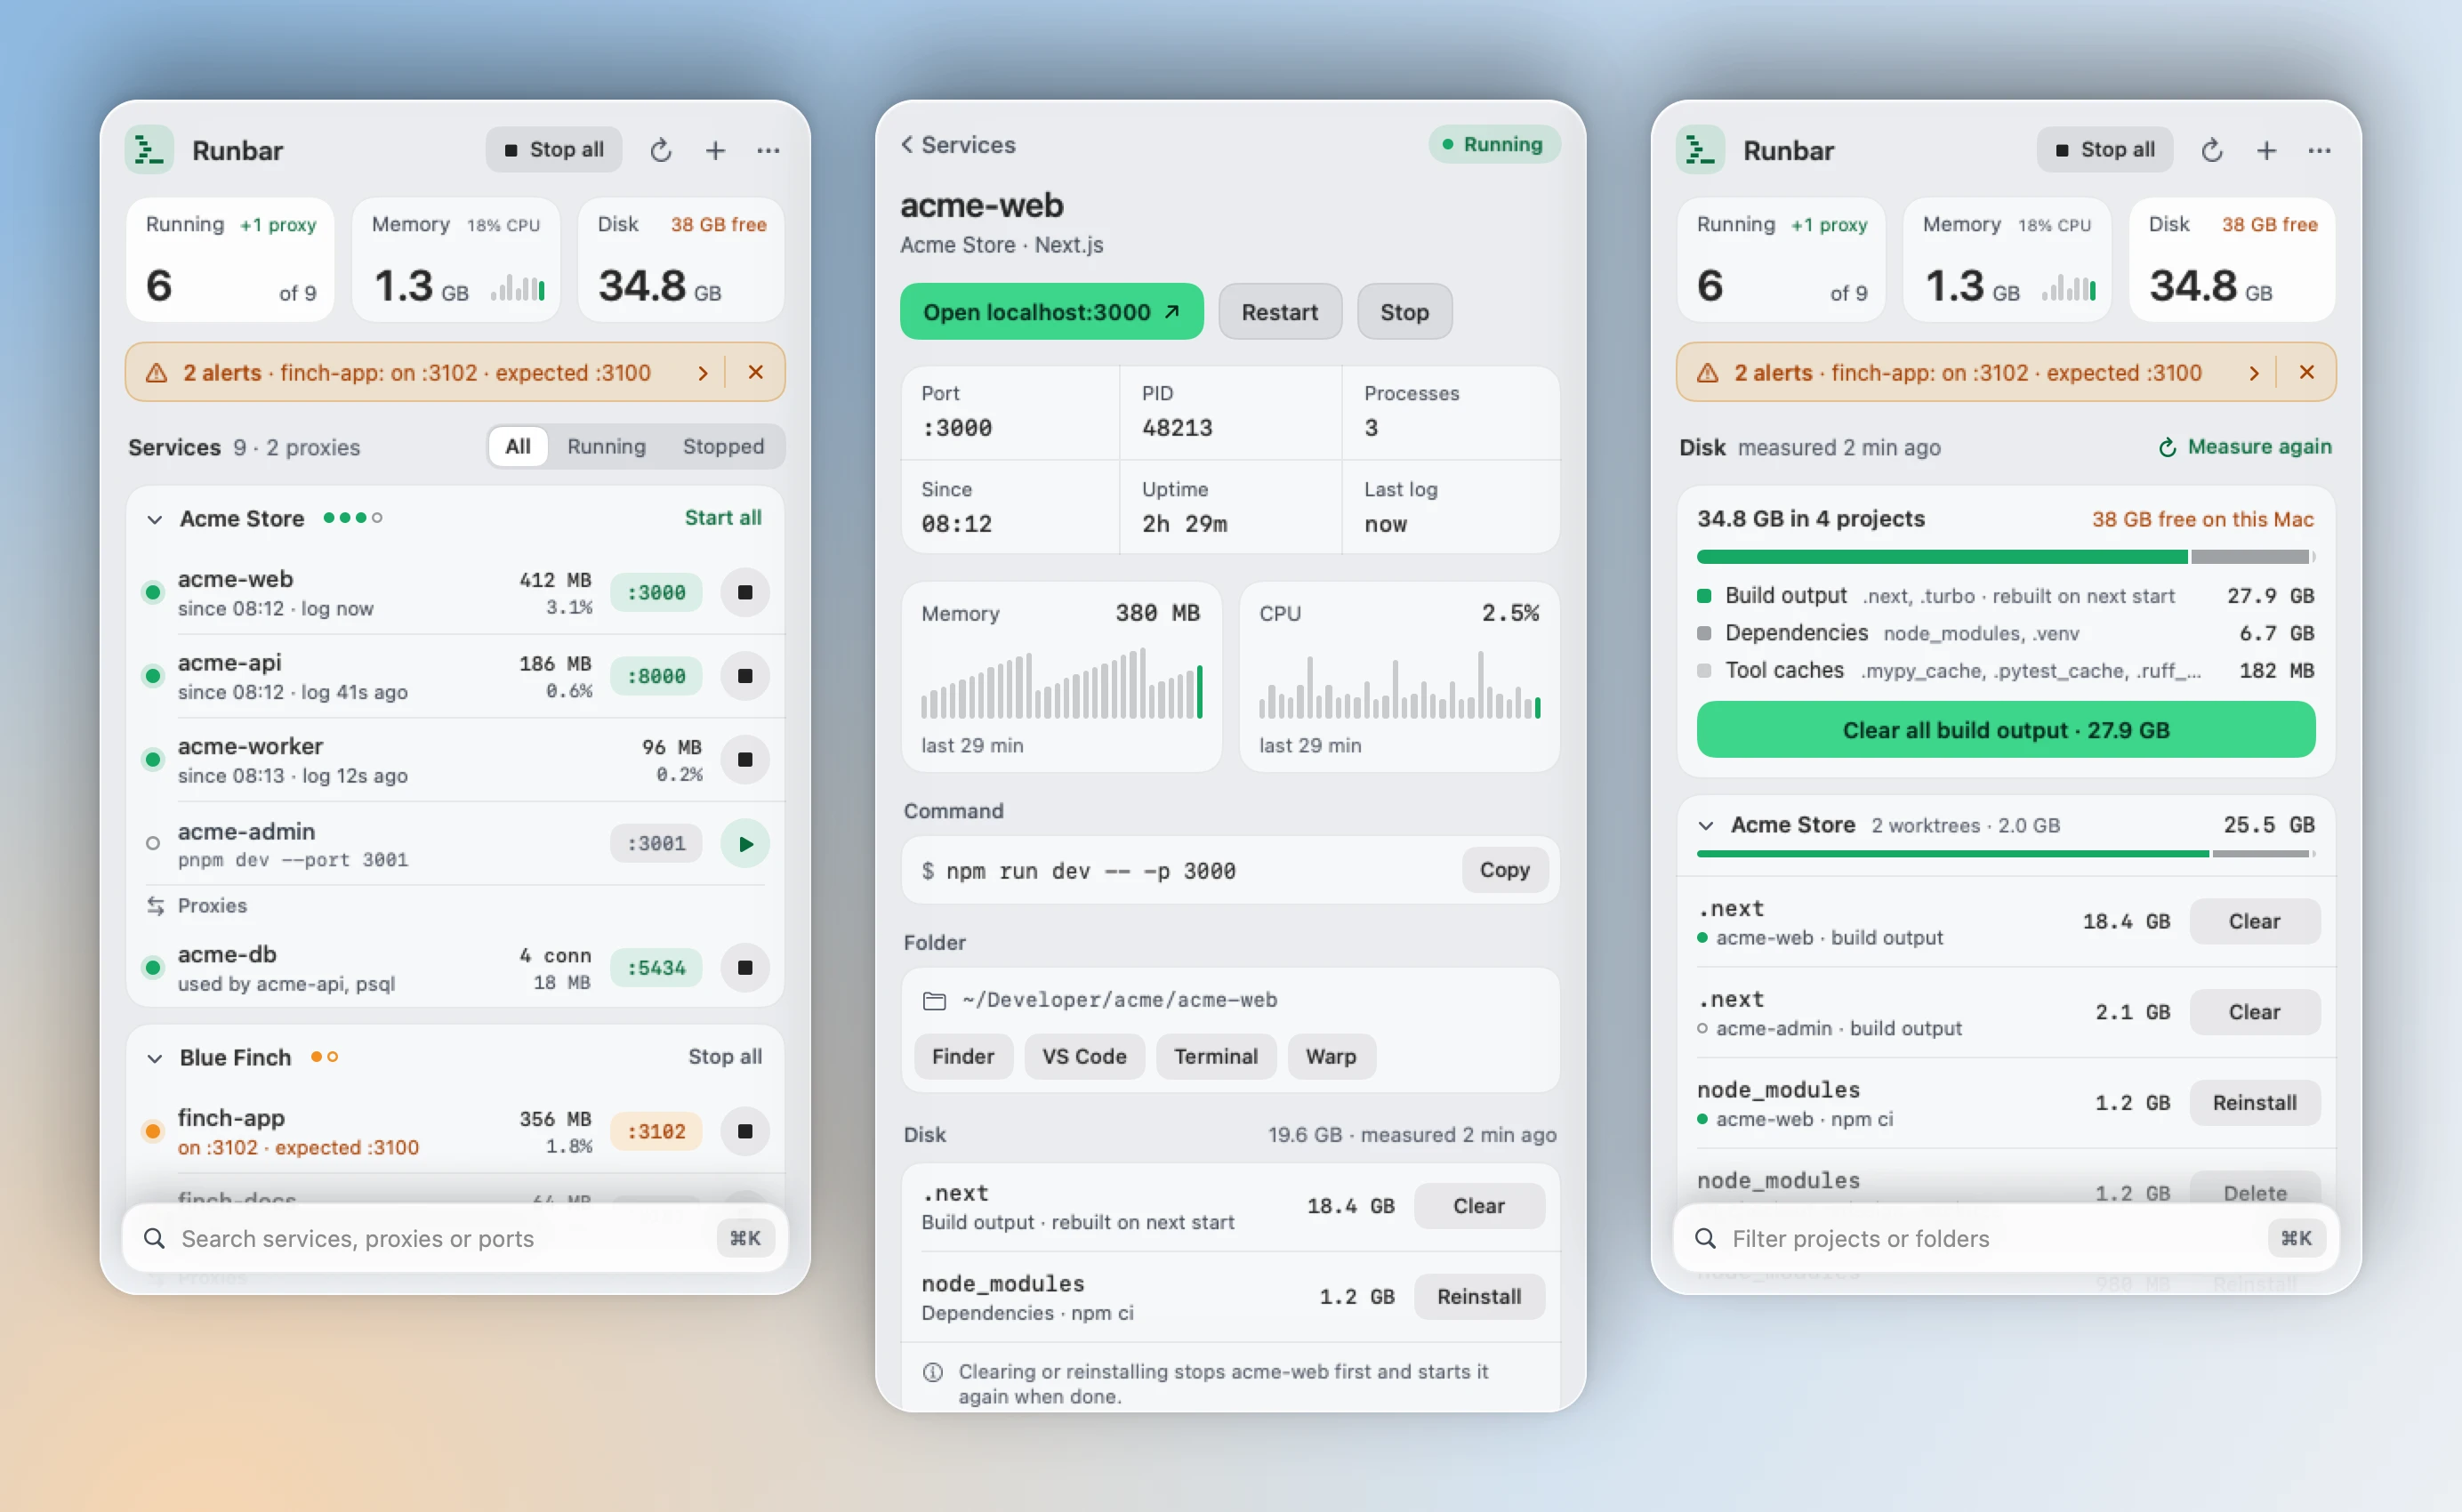 Runbar
Stop all
Running +1 proxy
6 of 9
Memory 18% CPU
1.3 GB
Disk 38 GB free
34.8 GB
2 alerts · finch-app: on :3102 · expected :3100
Services 9 · 2 proxies
All Running Stopped
Acme Store Start all
acme-web 412 MB :3000
since 08:12 · log now 3.1%
acme-api 186 MB :8000
since 08:12 · log 41s ago 0.6%
acme-worker 96 MB
since 08:13 · log 12s ago 0.2%
acme-admin :3001
pnpm dev --port 3001
Proxies
acme-db 4 conn :5434
used by acme-api, psql 18 MB
Blue Finch Stop all
finch-app 356 MB :3102
on :3102 · expected :3100 1.8%
finch-docs 64 MB
Search services, proxies or ports ⌘K
Proxies
Services
Running
acme-web
Acme Store · Next.js
Open localhost:3000 Restart Stop
Port PID Processes
:3000 48213 3
Since Uptime Last log
08:12 2h 29m now
Memory 380 MB
last 29 min
CPU 2.5%
last 29 min
Command
$ npm run dev -- -p 3000 Copy
Folder
~/Developer/acme/acme-web
Finder VS Code Terminal Warp
Disk 19.6 GB · measured 2 min ago
.next 18.4 GB Clear
Build output · rebuilt on next start
node_modules 1.2 GB Reinstall
Dependencies · npm ci
Clearing or reinstalling stops acme-web first and starts it
again when done.
Runbar
Stop all
Running +1 proxy
6 of 9
Memory 18% CPU
1.3 GB
Disk 38 GB free
34.8 GB
2 alerts · finch-app: on :3102 · expected :3100
Disk measured 2 min ago Measure again
34.8 GB in 4 projects 38 GB free on this Mac
Build output .next, .turbo · rebuilt on next start 27.9 GB
Dependencies node_modules, .venv 6.7 GB
Tool caches .mypy_cache, .pytest_cache, .ruff_... 182 MB
Clear all build output · 27.9 GB
Acme Store 2 worktrees · 2.0 GB 25.5 GB
.next 18.4 GB Clear
acme-web · build output
.next 2.1 GB Clear
acme-admin · build output
node_modules 1.2 GB Reinstall
acme-web · npm ci
node_modules 1.2 GB Delete
Filter projects or folders ⌘K
node_modules 980 MB Reinstall